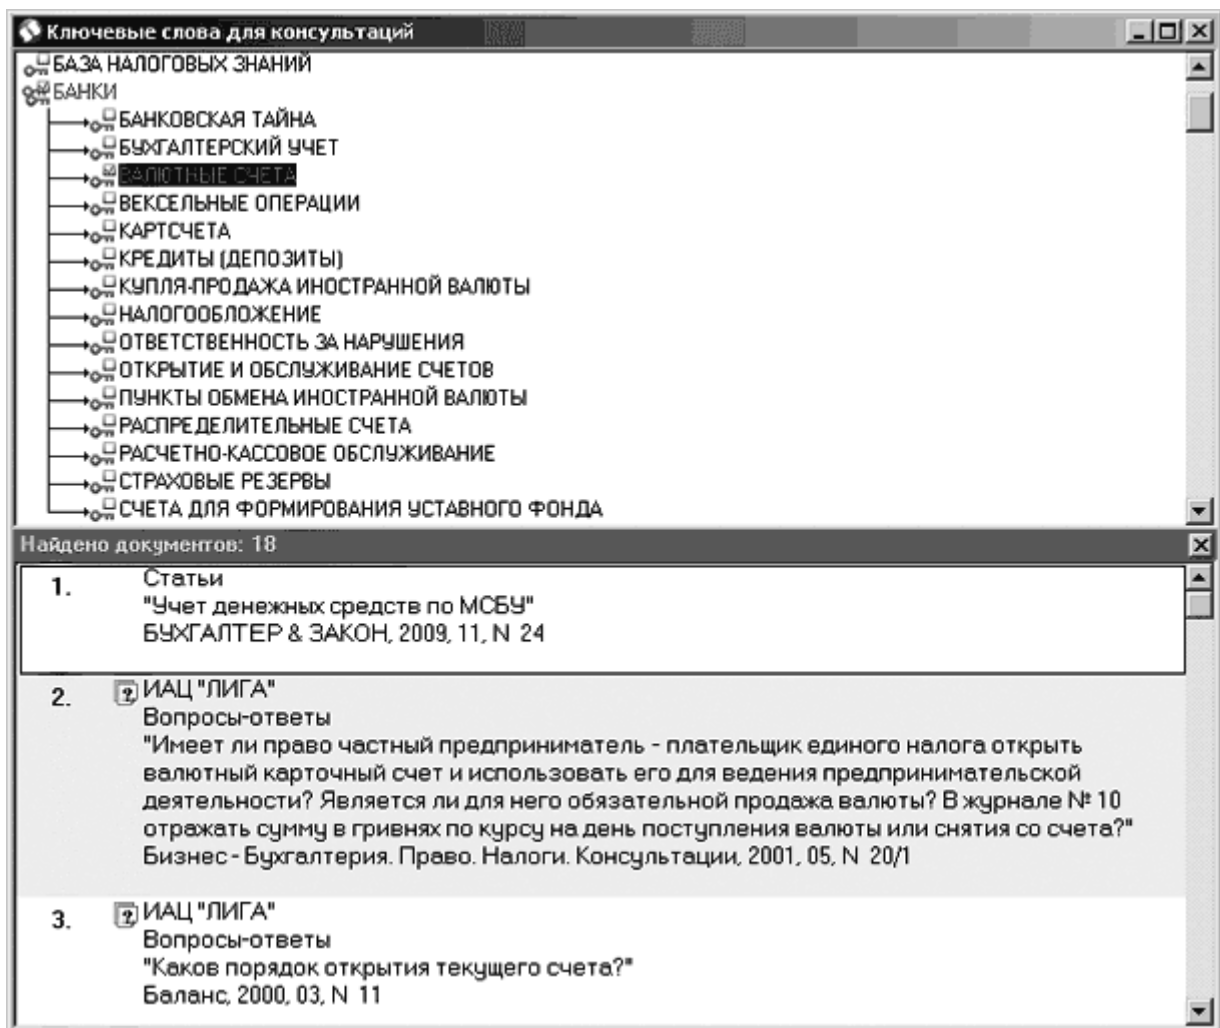 Ключевые слова для консультаций
БАЗА НАЛОГОВЫХ ЗНАНИЙ
БАНКИ
БАНКОВСКАЯ ТАЙНА
БУХГАЛТЕРСКИЙ УЧЕТ
ВАЛЮТНЫЕ СЧЕТА
ВЕКСЕЛЬНЫЕ ОПЕРАЦИИ
КАРТСЧЕТА
КРЕДИТЫ (ДЕПОЗИТЫ)
КУПЛЯ-ПРОДАЖА ИНОСТРАННОЙ ВАЛЮТЫ
НАЛОГООБЛОЖЕНИЕ
ОТВЕТСТВЕННОСТЬ ЗА НАРУШЕНИЯ
ОТКРЫТИЕ И ОБСЛУЖИВАНИЕ СЧЕТОВ
ПУНКТЫ ОБМЕНА ИНОСТРАННОЙ ВАЛЮТЫ
РАСПРЕДЕЛИТЕЛЬНЫЕ СЧЕТА
РАСЧЕТНО-КАССОВОЕ ОБСЛУЖИВАНИЕ
СТРАХОВЫЕ РЕЗЕРВЫ
СЧЕТА ДЛЯ ФОРМИРОВАНИЯ УСТАВНОГО ФОНДА
Найдено документов: 18
1. Статьи
"Учет денежных средств по МСБУ"
БУХГАЛТЕР & ЗАКОН, 2009, 11, N 24
2. ИАЦ "ЛИГА"
Вопросы-ответы
"Имеет ли право частный предприниматель - плательщик единого налога открыть
валютный карточный счет и использовать его для ведения предпринимательской
деятельности? Является ли для него обязательной продажа валюты? В журнале № 10
отражать сумму в гривнях по курсу на день поступления валюты или снятия со счета?"
Бизнес - Бухгалтерия. Право. Налоги. Консультации, 2001, 05, N 20/1
3. ИАЦ "ЛИГА"
Вопросы-ответы
"Каков порядок открытия текущего счета?"
Баланс, 2000, 03, N 11